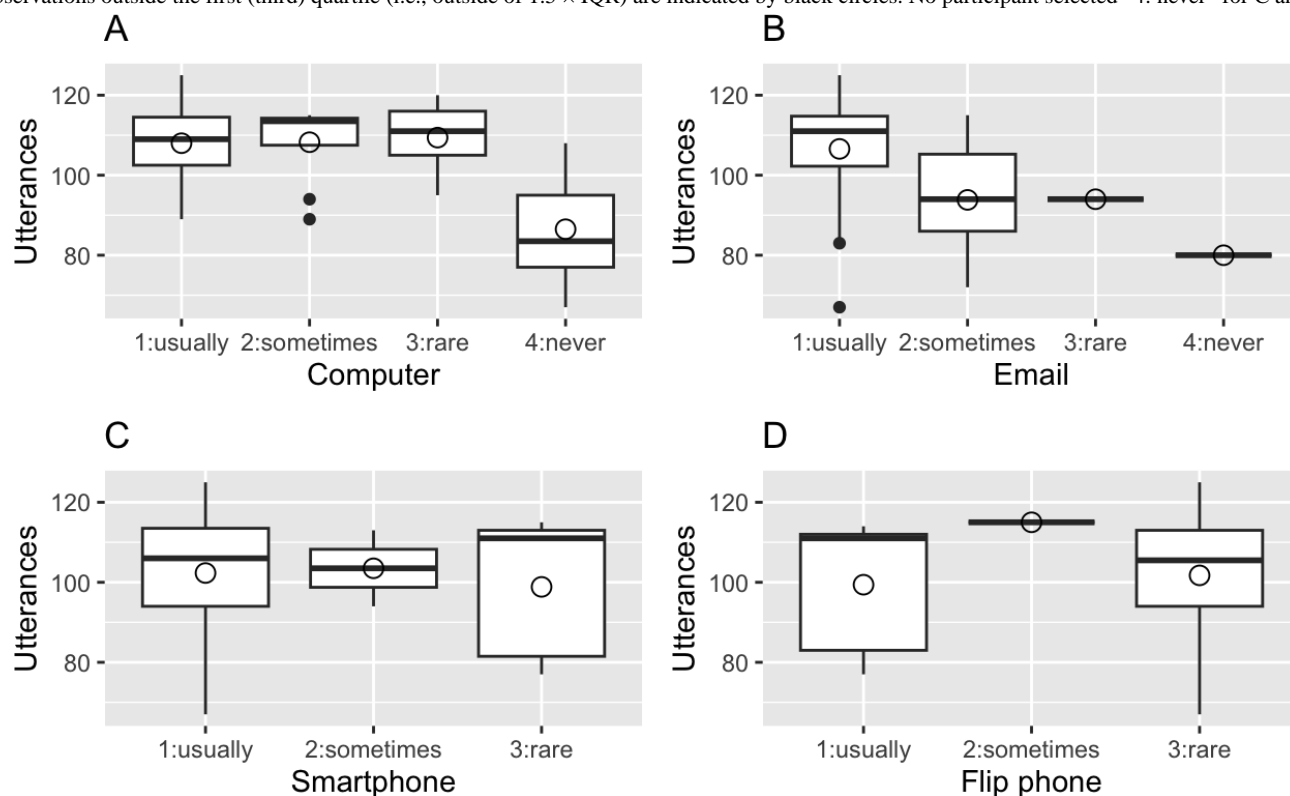 observations outside the first (third) quartile (i.e., outside of 1.5 × IQR) are indicated by black circles. No participant selected "4: never" for C
A
B
Utterances
120
100
80
1:usually 2:sometimes 3:rare 4:never
Computer
Utterances
120
100
80
1:usually 2:sometimes 3:rare 4:never
Email
C
D
Utterances
120
100
80
1:usually 2:sometimes 3:rare
Smartphone
Utterances
120
100
80
1:usually 2:sometimes 3:rare
Flip phone